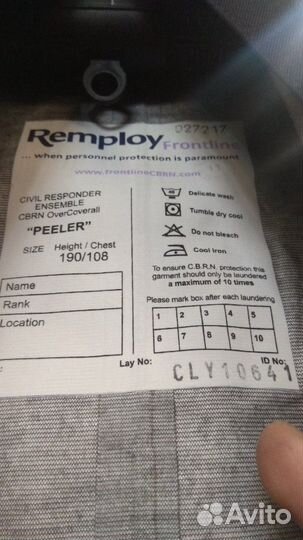 027217
Remploy
Frontline
... when personnel protection is paramount
www.frontlineCBRN.com
CIVIL RESPONDER
ENSEMBLE
CBRN OverCoverall
"PEELER"
SIZE Height / Chest
190/108
Name
Rank
Location
Delicate wash
Tumble dry cool
Do not bleach
Cool iron
To ensure C.B.R.N. protection this
garment should only be laundered
a maximum of 10 times
Please mark box after each laundering
1 2 3 4 5
6 7 8 9 10
Lay No: ID No:
CLY10641
Avito